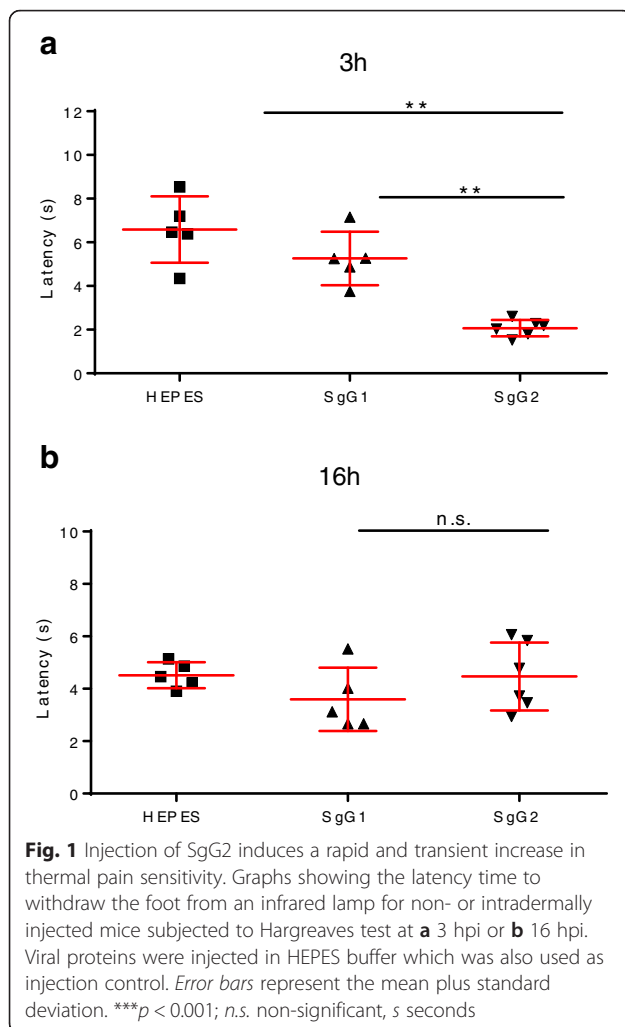 a
3h
* *
* *
12
10
8
6
4
2
0
Latency (s)
HEPES
SgG1
SgG2
b
16h
n.s.
10
8
6
4
2
0
Latency (s)
HEPES
SgG1
SgG2
Fig. 1 Injection of SgG2 induces a rapid and transient increase in
thermal pain sensitivity. Graphs showing the latency time to
withdraw the foot from an infrared lamp for non- or intradermally
injected mice subjected to Hargreaves test at a 3 hpi or b 16 hpi.
Viral proteins were injected in HEPES buffer which was also used as
injection control. Error bars represent the mean plus standard
deviation. ***p < 0.001; n.s. non-significant, s seconds